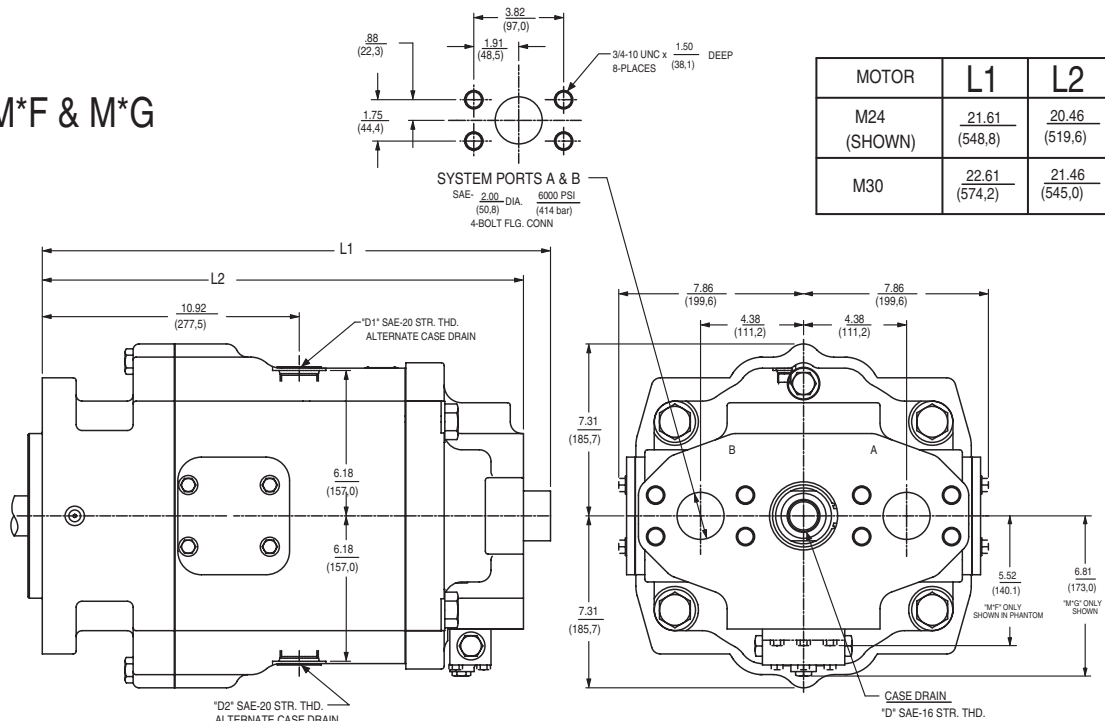 M*F & M*G
3.82
(97,0)
.88
(22,3)
1.91
(48,5)
3/4-10 UNC x 1.50 (38,1) DEEP
8-PLACES
1.75
(44,4)
SYSTEM PORTS A & B
SAE- 2.00 (50,8) DIA. 6000 PSI (414 bar)
4-BOLT FLG. CONN
MOTOR L1 L2
M24 (SHOWN) 21.61 (548,8) 20.46 (519,6)
M30 22.61 (574,2) 21.46 (545,0)
L1
L2
10.92
(277,5)
"D1" SAE-20 STR. THD.
ALTERNATE CASE DRAIN
6.18
(157,0)
6.18
(157,0)
"D2" SAE-20 STR. THD.
ALTERNATE CASE DRAIN
7.86
(199,6)
7.86
(199,6)
4.38
(111,2)
4.38
(111,2)
7.31
(185,7)
B
A
7.31
(185,7)
5.52
(140.1)
"M*F" ONLY
SHOWN IN PHANTOM
6.81
(173,0)
"M*G" ONLY
SHOWN
CASE DRAIN
"D" SAE-16 STR. THD.